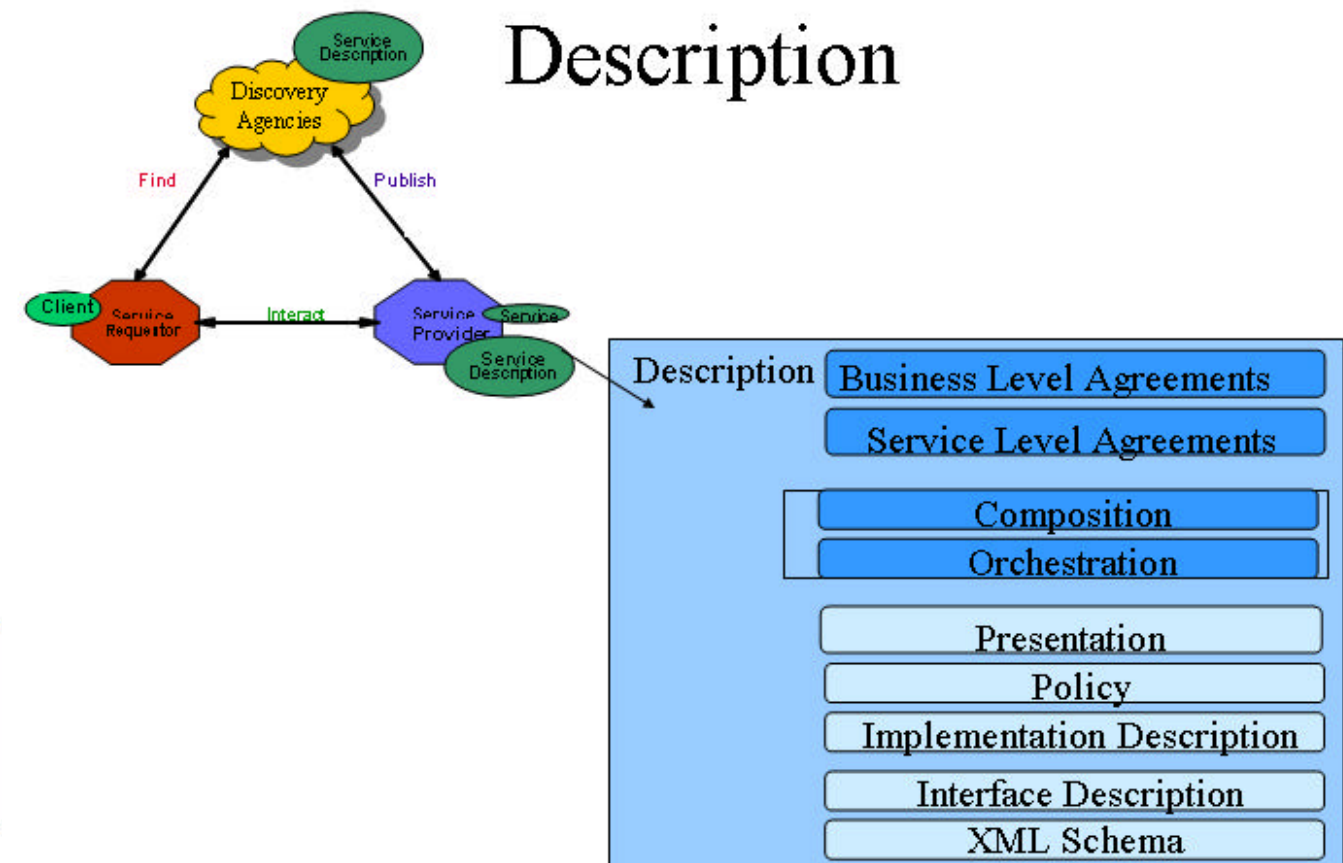 Description
Service
Description
Discovery
Agencies
Find
Publish
Client
Service
Requestor
Interact
Service
Provider
Service
Service
Description
Description
Business Level Agreements
Service Level Agreements
Composition
Orchestration
Presentation
Policy
Implementation Description
Interface Description
XML Schema